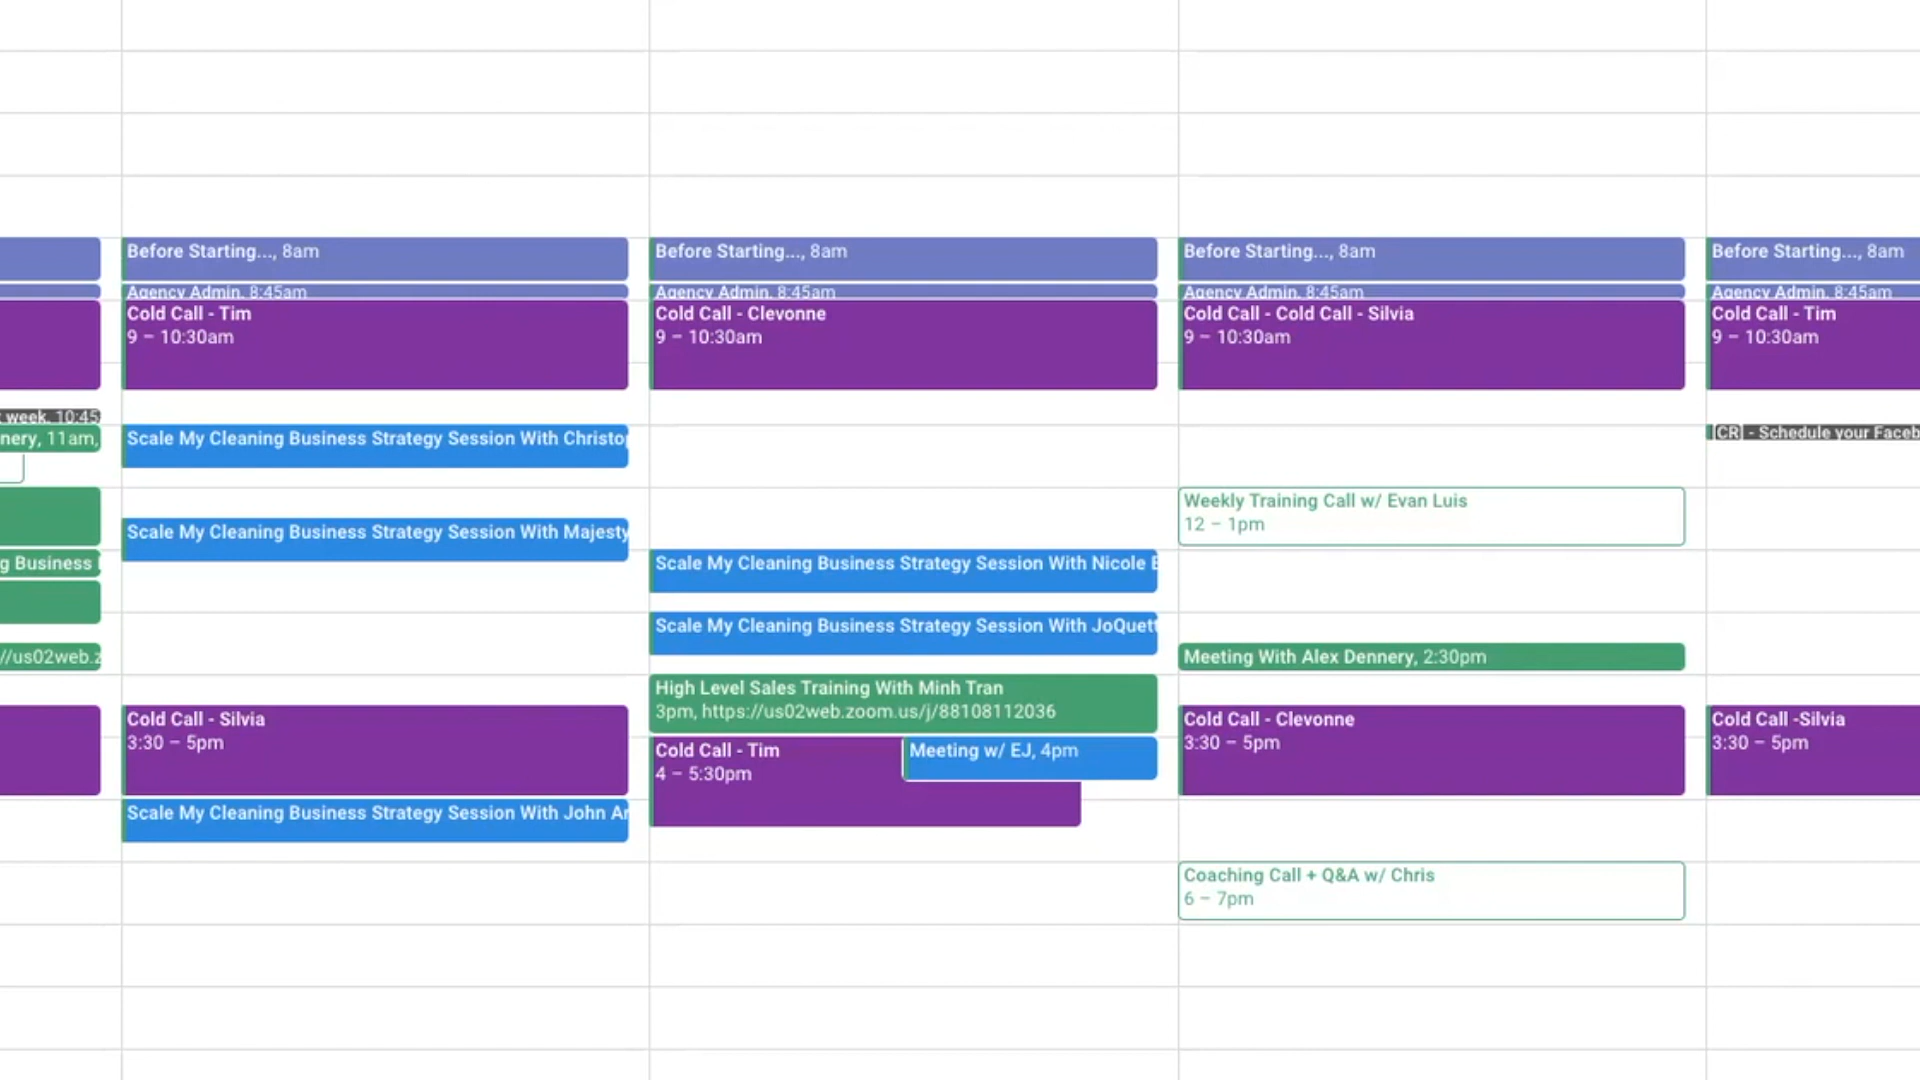 week, 10:45
nery, 11am,
g Business
//us02web.z
Before Starting..., 8am
Agency Admin, 8:45am
Cold Call - Tim
9 – 10:30am
Scale My Cleaning Business Strategy Session With Christo
Scale My Cleaning Business Strategy Session With Majesty
Cold Call - Silvia
3:30 – 5pm
Scale My Cleaning Business Strategy Session With John Ar
Before Starting..., 8am
Agency Admin, 8:45am
Cold Call - Clevonne
9 – 10:30am
Scale My Cleaning Business Strategy Session With Nicole
Scale My Cleaning Business Strategy Session With JoQuett
High Level Sales Training With Minh Tran
3pm, https://us02web.zoom.us/j/88108112036
Cold Call - Tim
4 – 5:30pm
Meeting w/ EJ, 4pm
Before Starting..., 8am
Agency Admin, 8:45am
Cold Call - Cold Call - Silvia
9 – 10:30am
Weekly Training Call w/ Evan Luis
12 – 1pm
Meeting With Alex Dennery, 2:30pm
Cold Call - Clevonne
3:30 – 5pm
Coaching Call + Q&A w/ Chris
6 – 7pm
Before Starting..., 8am
Agency Admin, 8:45am
Cold Call - Tim
9 – 10:30am
[CR] - Schedule your Faceb
Cold Call -Silvia
3:30 – 5pm